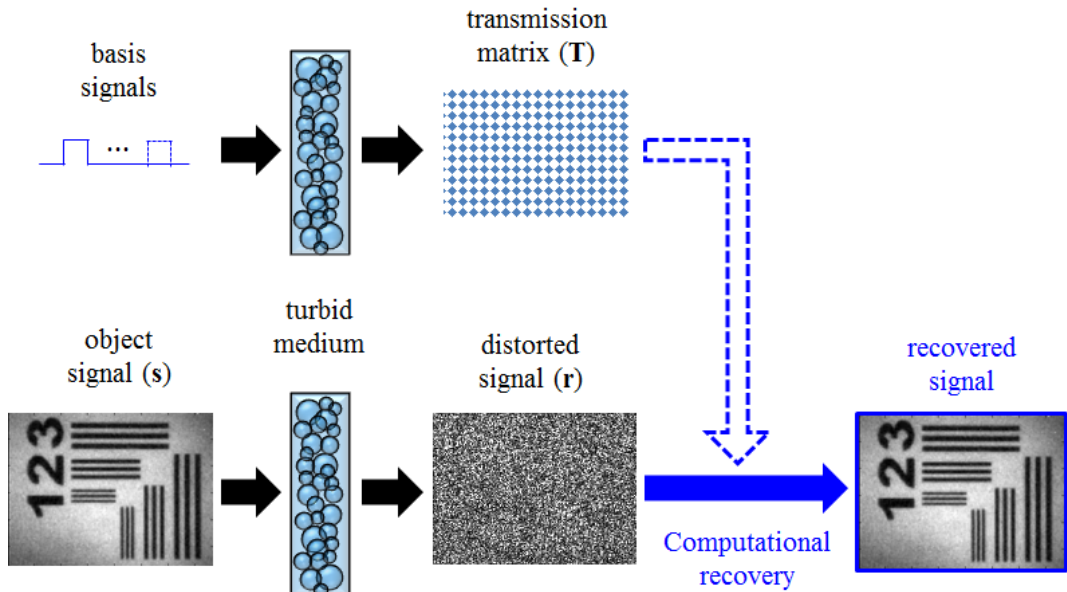 basis
signals
...
transmission
matrix (T)
turbid
medium
object
signal (s)
distorted
signal (r)
recovered
signal
123
Computational
recovery
123